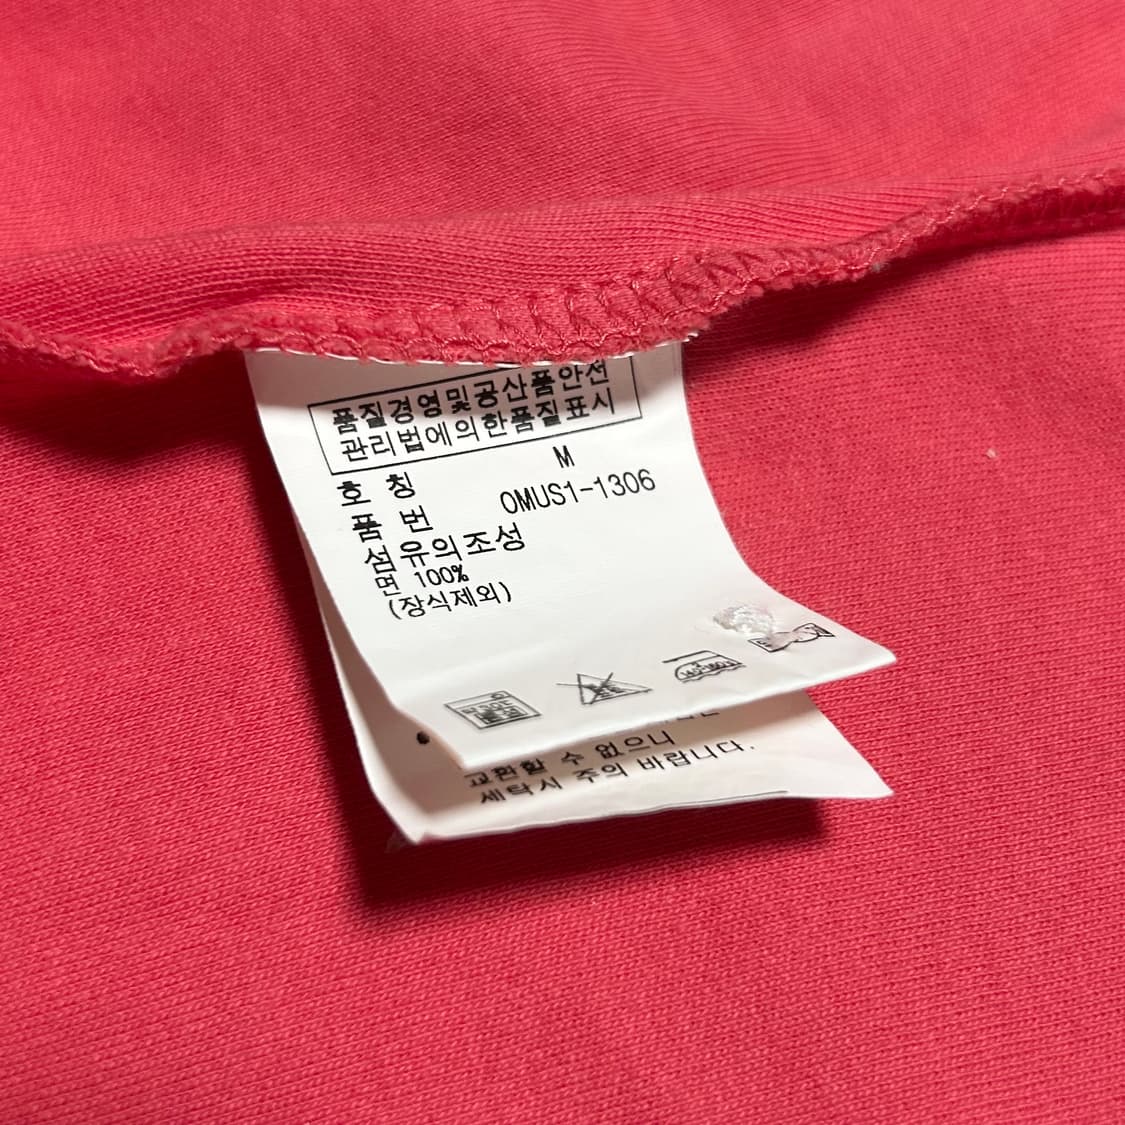 품질경영및공산품안전
관리법에의한품질표시
호 칭 M
품 번 OMUS1-1306
섬유의조성
면 100%
(장식제외)
교환할 수 없으니
세탁시 주의 바랍니다.